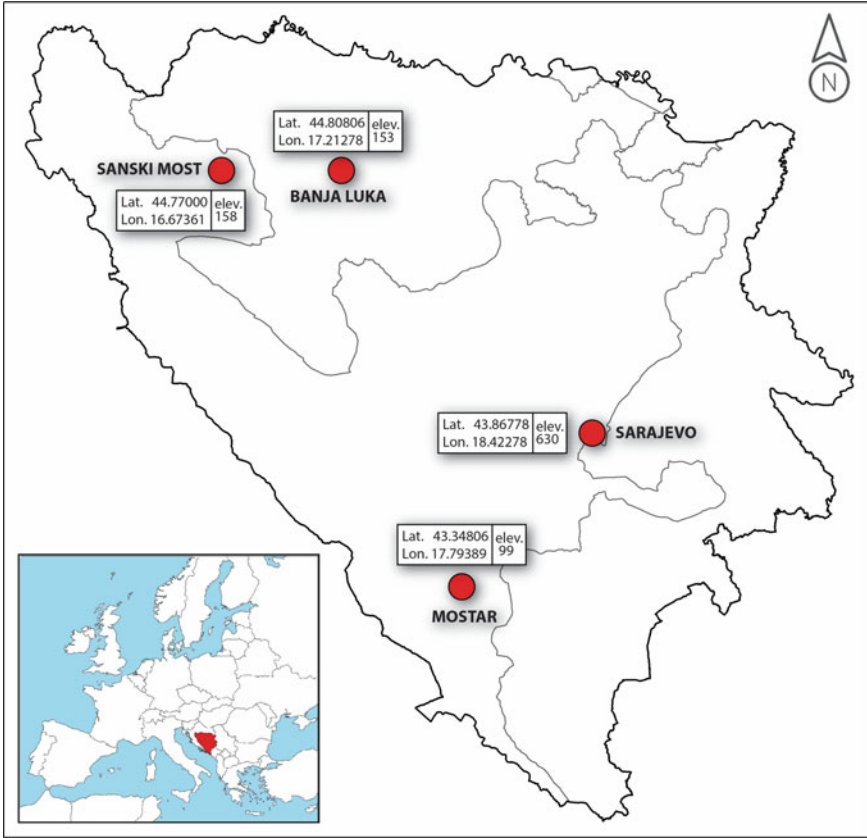 N
Lat. 44.80806 elev.
Lon. 17.21278 153
SANSKI MOST
BANJA LUKA
Lat. 44.77000 elev.
Lon. 16.67361 158
Lat. 43.86778 elev.
Lon. 18.42278 630
SARAJEVO
Lat. 43.34806 elev.
Lon. 17.79389 99
MOSTAR